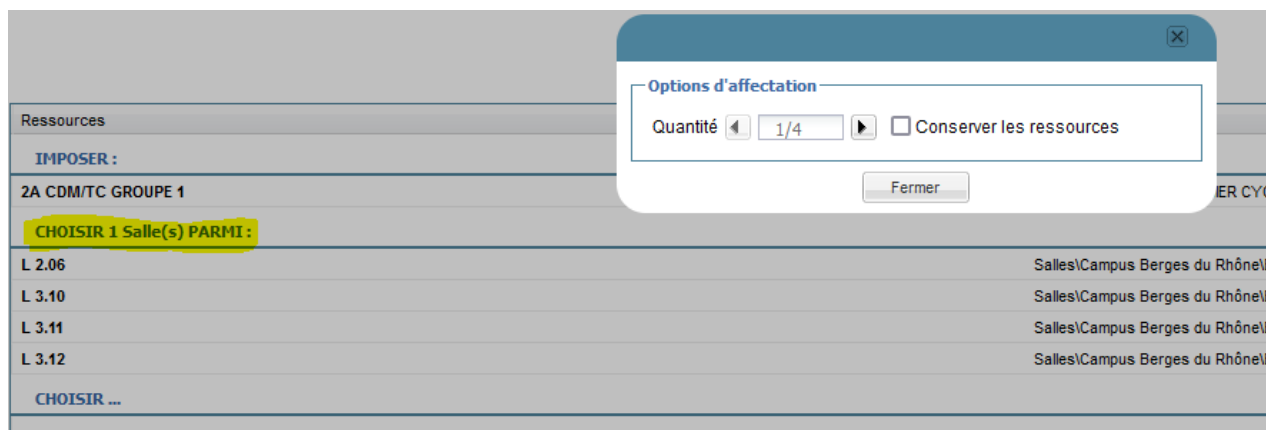 Options d'affectation
Quantité 1/4 Conserver les ressources
Fermer
Ressources
IMPOSER :
2A CDM/TC GROUPE 1
CHOISIR 1 Salle(s) PARMI :
L 2.06 Salles\Campus Berges du Rhône\
L 3.10 Salles\Campus Berges du Rhône\
L 3.11 Salles\Campus Berges du Rhône\
L 3.12 Salles\Campus Berges du Rhône\
CHOISIR ...